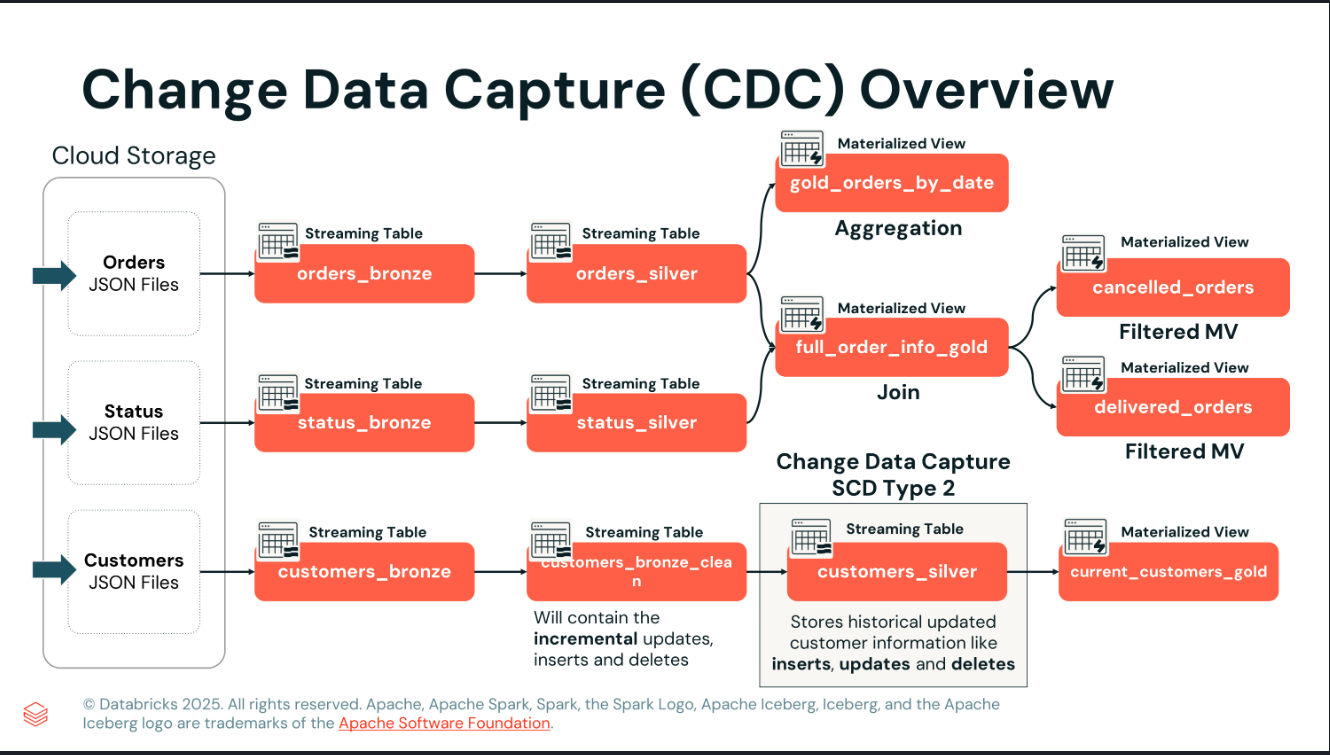 Change Data Capture (CDC) Overview
Cloud Storage
Orders
JSON Files
Streaming Table
orders_bronze
Streaming Table
orders_silver
Materialized View
gold_orders_by_date
Aggregation
Materialized View
full_order_info_gold
Join
Materialized View
cancelled_orders
Filtered MV
Materialized View
delivered_orders
Filtered MV
Status
JSON Files
Streaming Table
status_bronze
Streaming Table
status_silver
Change Data Capture
SCD Type 2
Customers
JSON Files
Streaming Table
customers_bronze
Streaming Table
customers_bronze_clea
n
Will contain the
incremental updates,
inserts and deletes
Streaming Table
customers_silver
Stores historical updated
customer information like
inserts, updates and deletes
Materialized View
current_customers_gold
© Databricks 2025. All rights reserved. Apache, Apache Spark, Spark, the Spark Logo, Apache Iceberg, Iceberg, and the Apache
Iceberg logo are trademarks of the Apache Software Foundation.